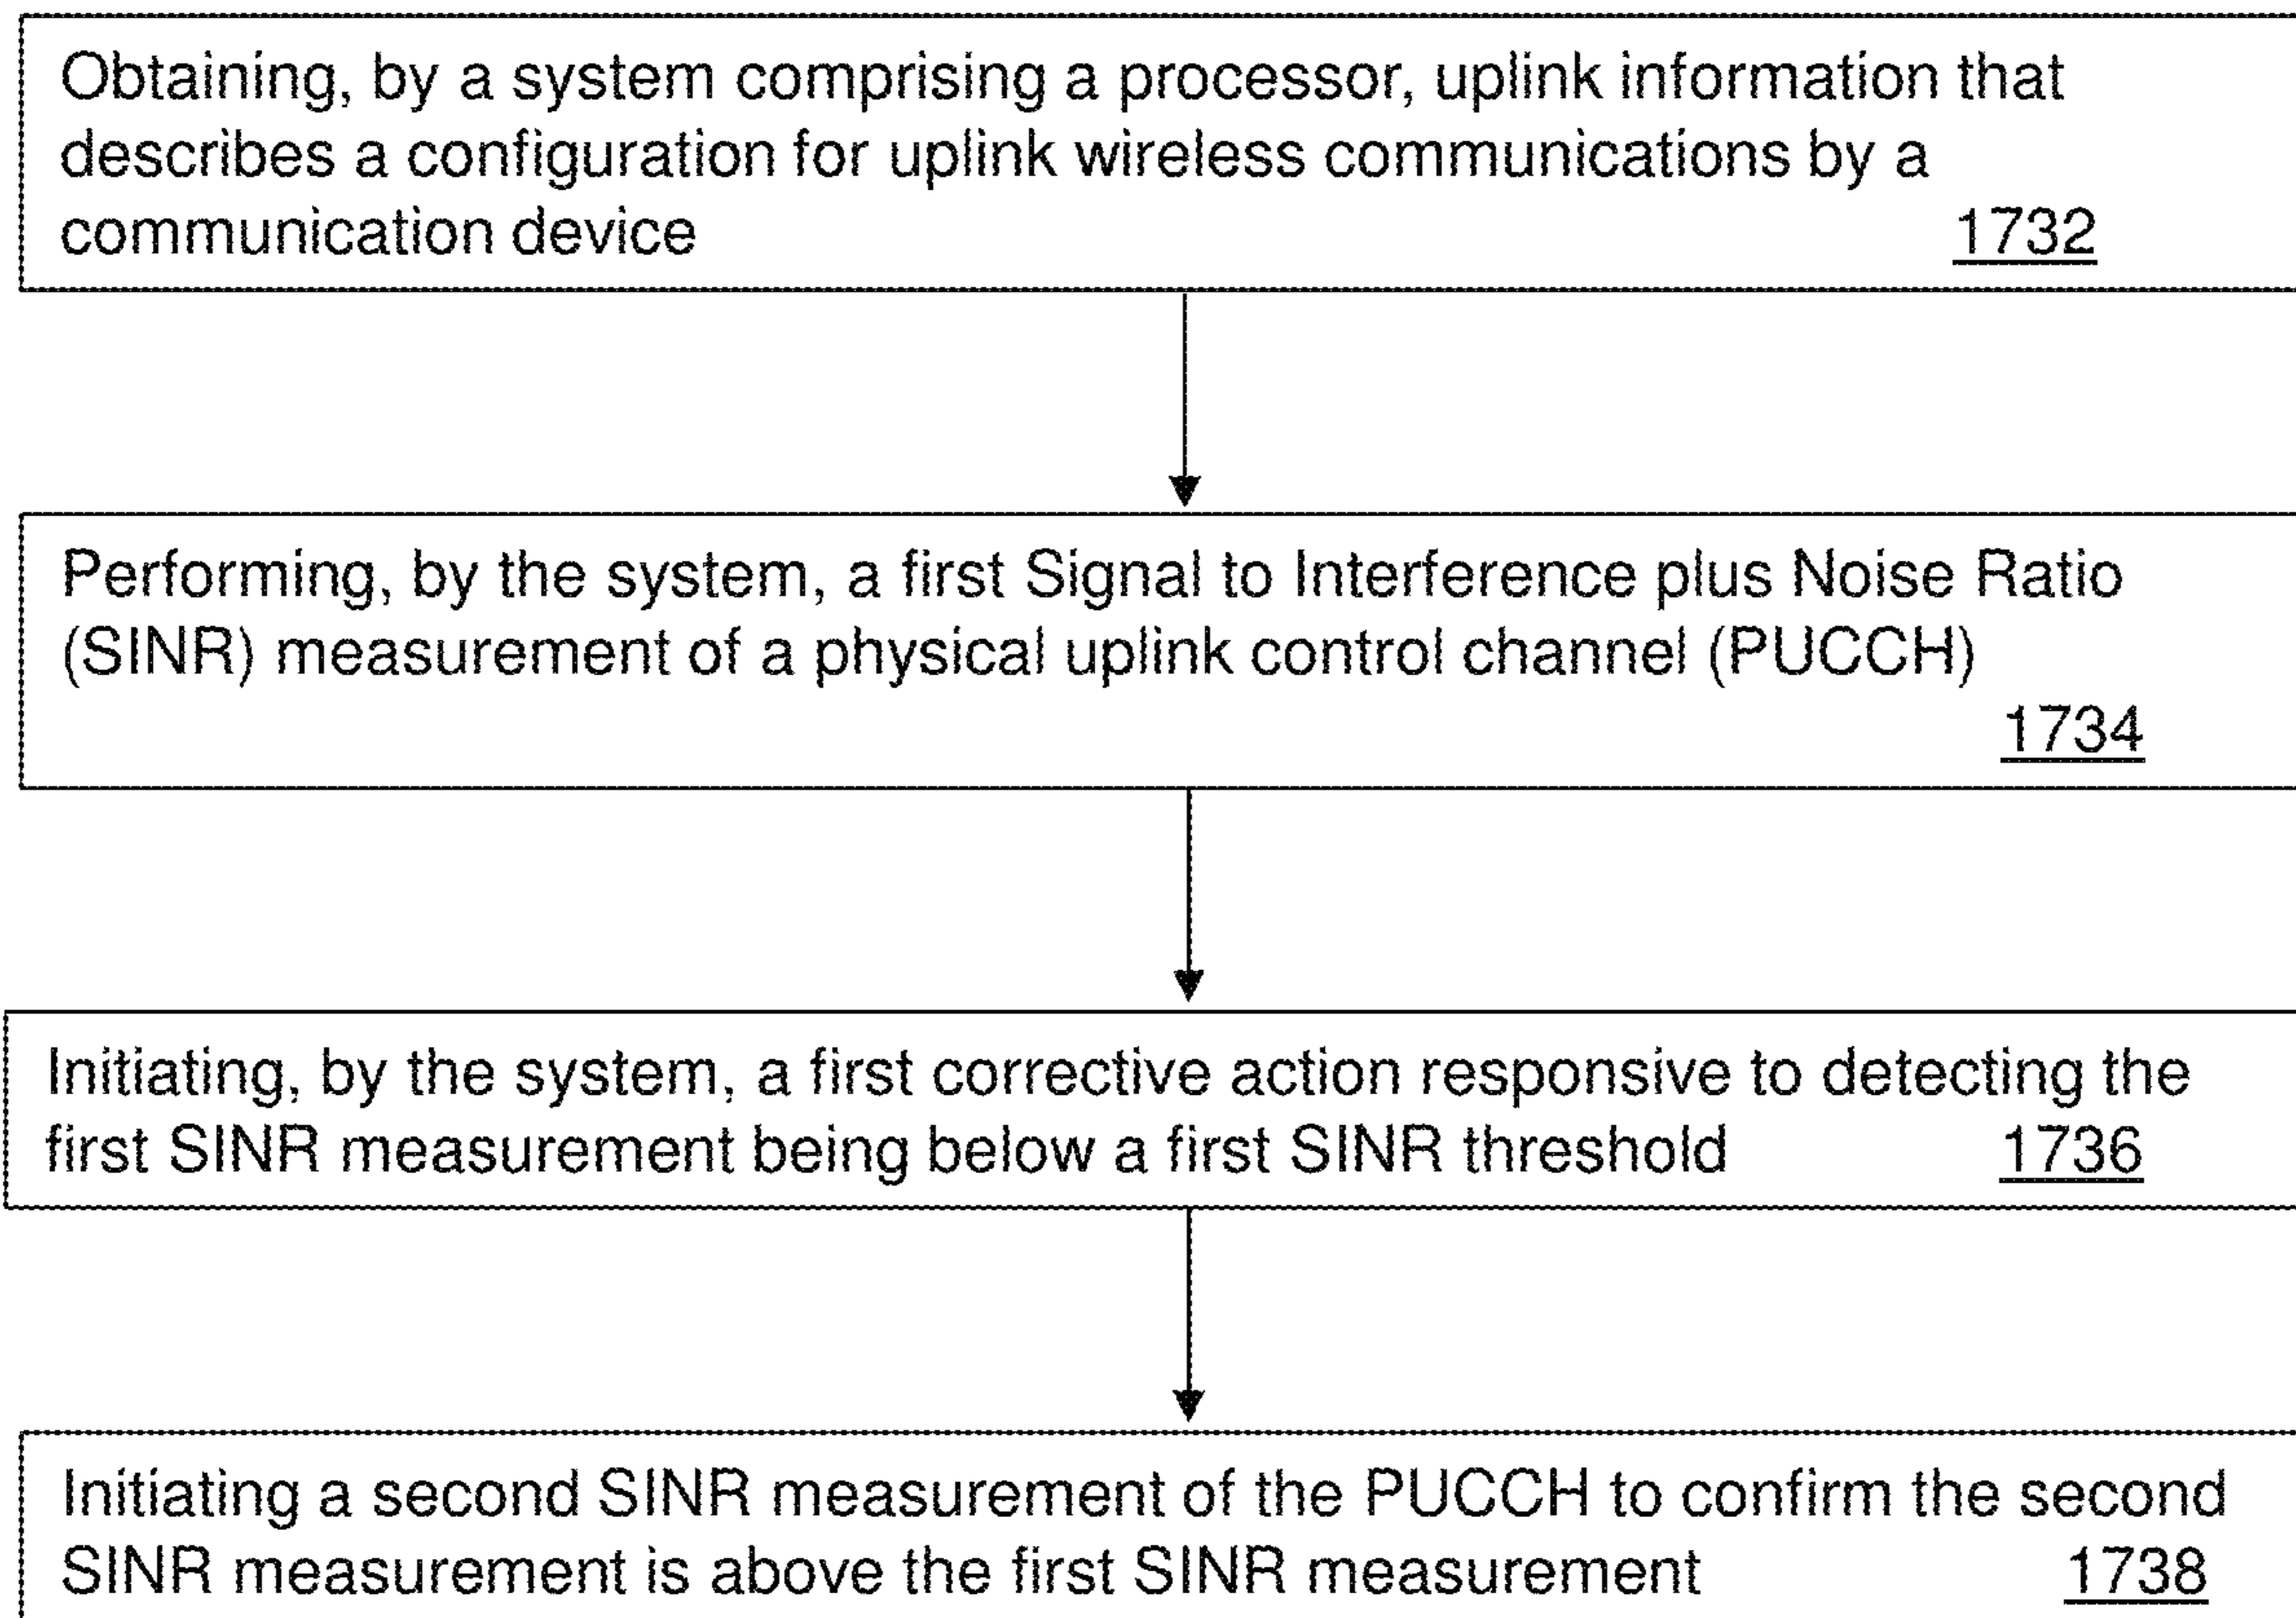 Obtaining, by a system comprising a processor, uplink information that
describes a configuration for uplink wireless communications by a
communication device 1732
Performing, by the system, a first Signal to Interference plus Noise Ratio
(SINR) measurement of a physical uplink control channel (PUCCH)
1734
Initiating, by the system, a first corrective action responsive to detecting the
first SINR measurement being below a first SINR threshold 1736
Initiating a second SINR measurement of the PUCCH to confirm the second
SINR measurement is above the first SINR measurement 1738